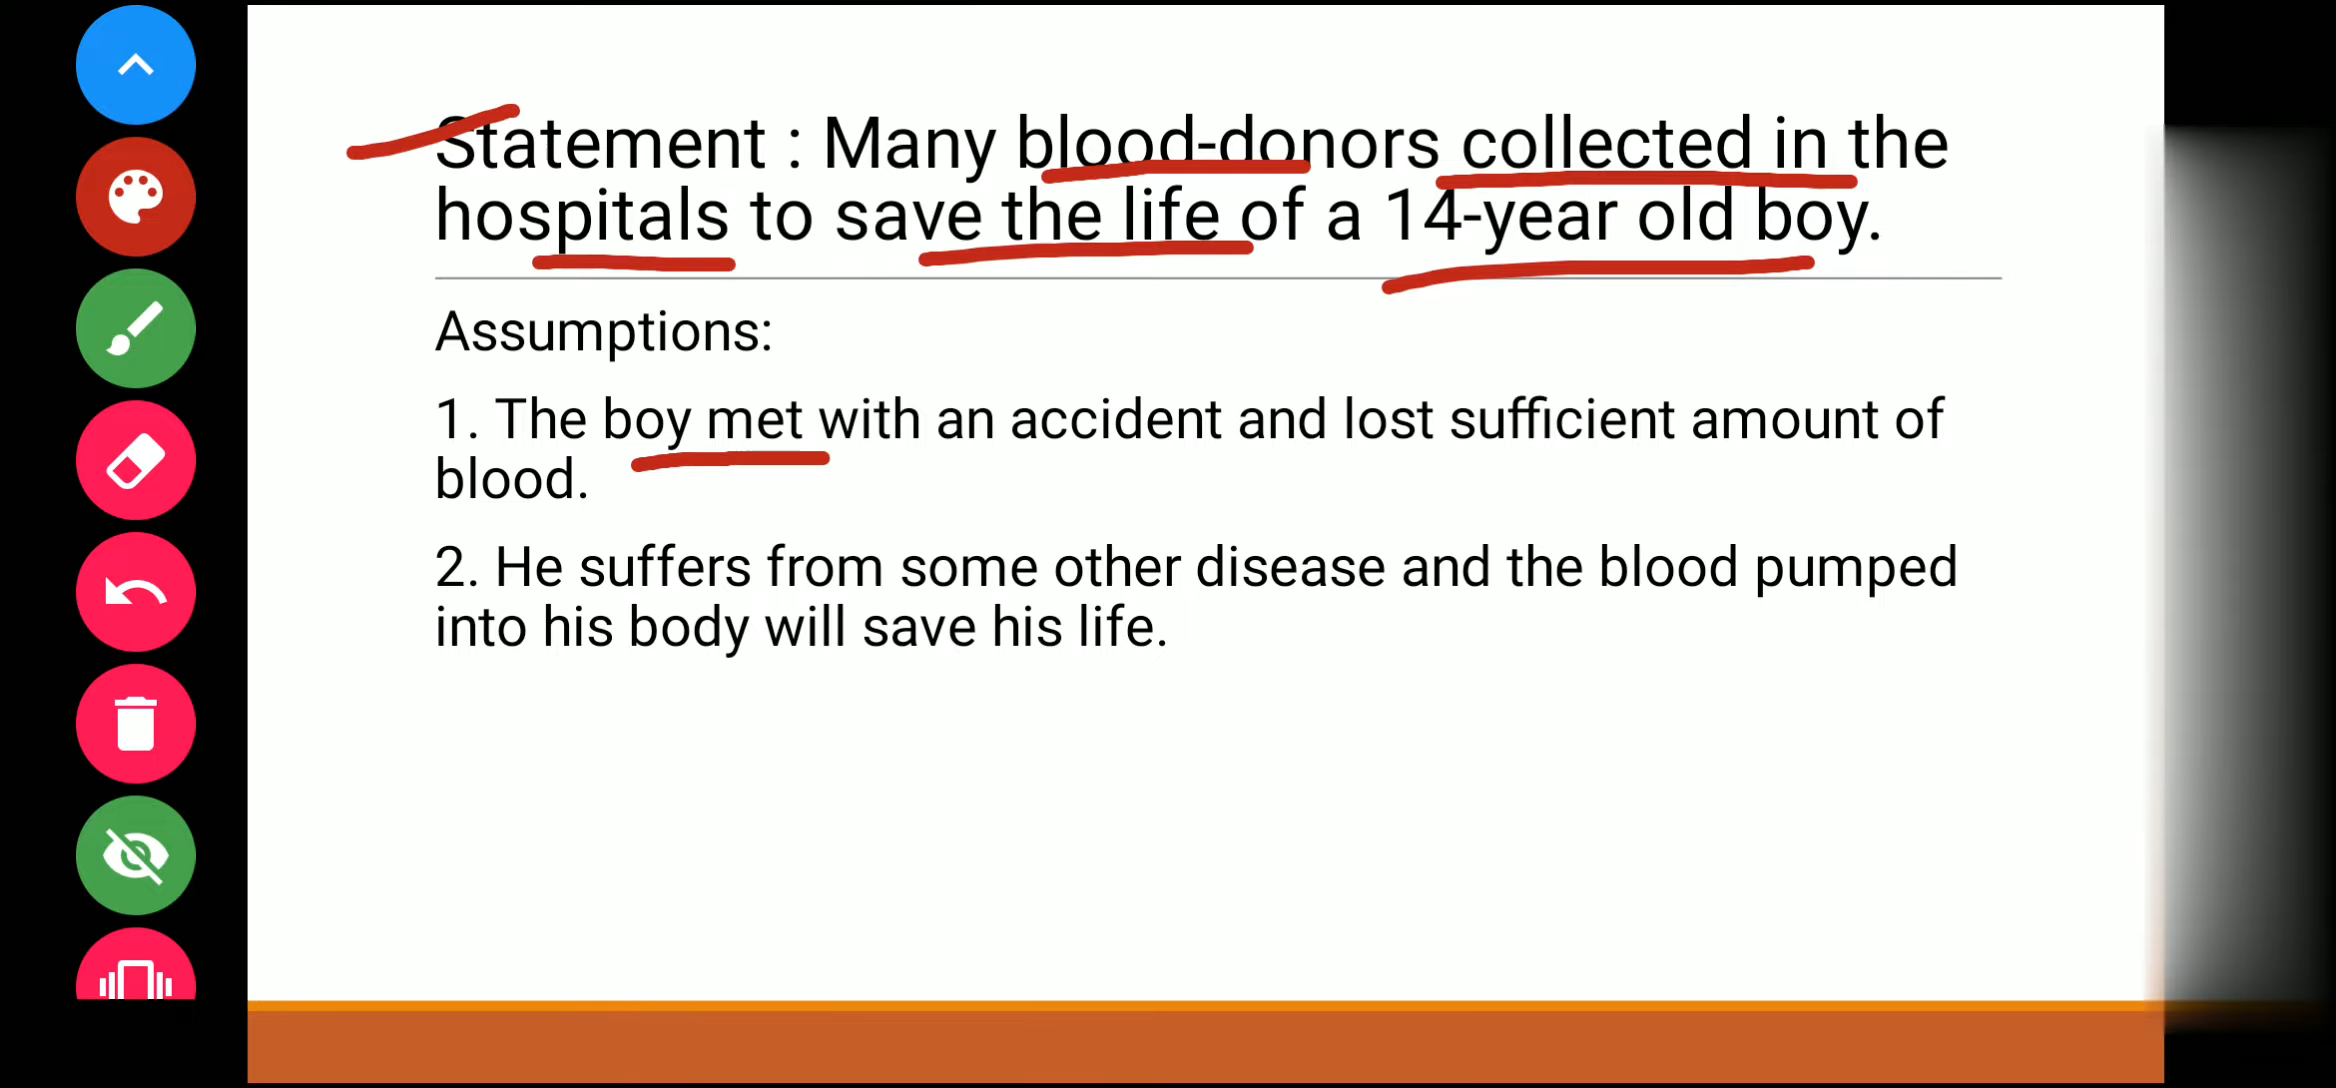 Statement : Many blood-donors collected in the
hospitals to save the life of a 14-year old boy.
Assumptions:
1. The boy met with an accident and lost sufficient amount of
blood.
2. He suffers from some other disease and the blood pumped
into his body will save his life.